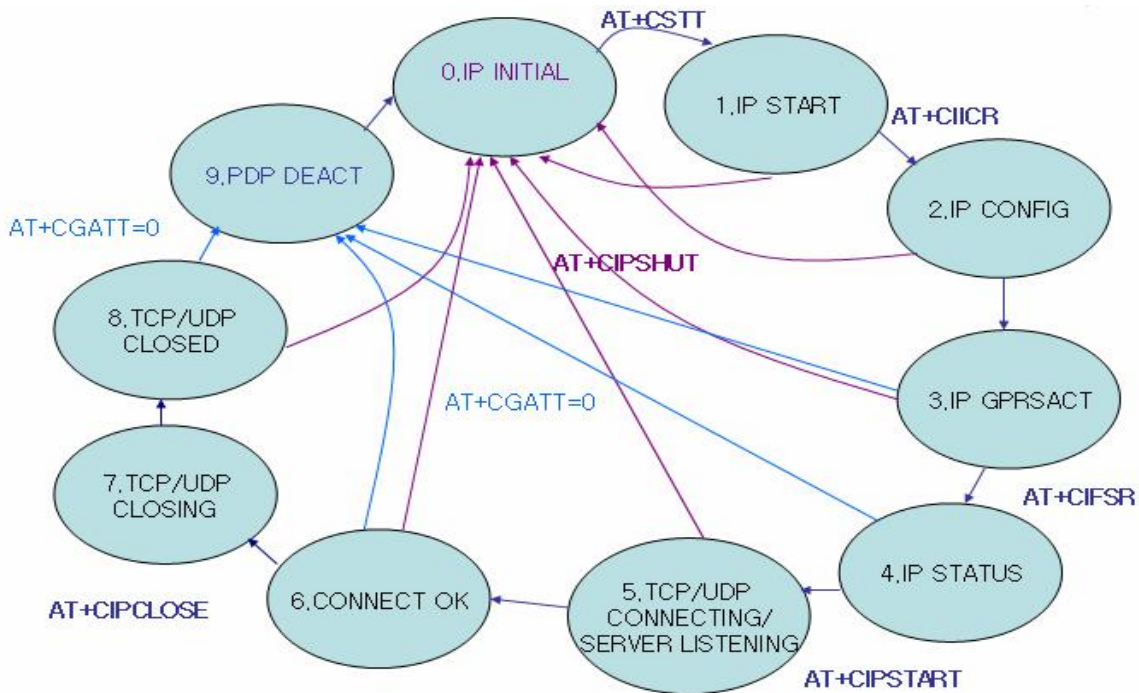 AT+CSTT
0,IP INITIAL
1,IP START
AT+CIICR
9,PDP DEACT
2,IP CONFIG
AT+CGATT=0
AT+CIPSHUT
8,TCP/UDP
CLOSED
3,IP GPRSACT
AT+CGATT=0
7,TCP/UDP
CLOSING
AT+CIFSR
4,IP STATUS
6,CONNECT OK
5,TCP/UDP
CONNECTING/
SERVER LISTENING
AT+CIPCLOSE
AT+CIPSTART